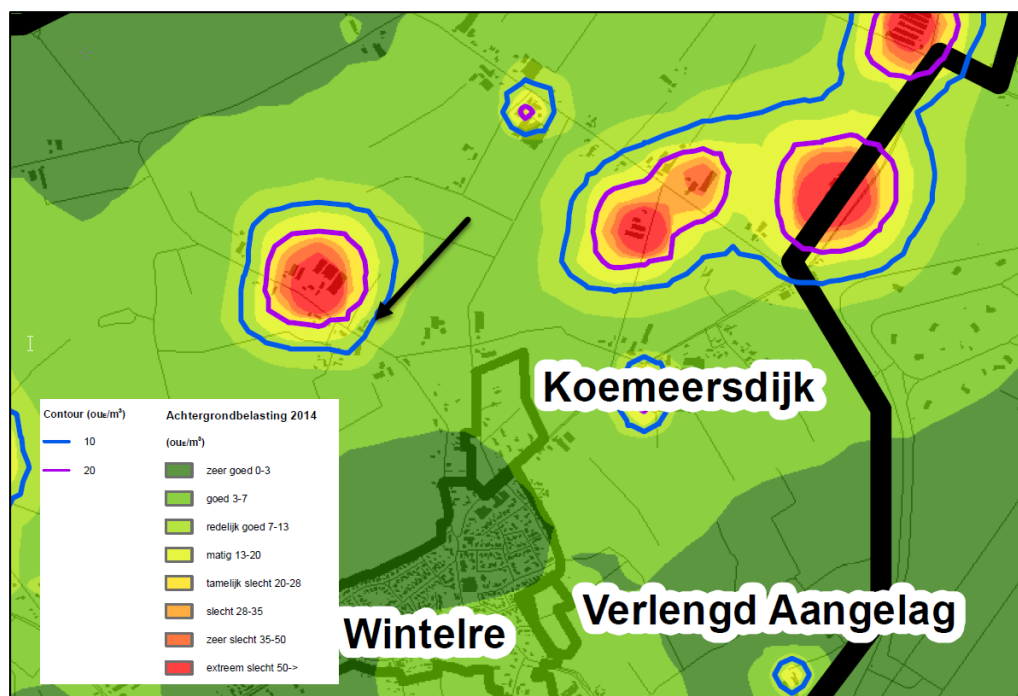 Koemeersdijk
Contour (ouᴇ/m³)
10
20
Achtergrondbelasting 2014
(ouᴇ/m³)
zeer goed 0-3
goed 3-7
redelijk goed 7-13
matig 13-20
tamelijk slecht 20-28
slecht 28-35
zeer slecht 35-50
extreem slecht 50->
Wintelre
Verlengd Aangelag